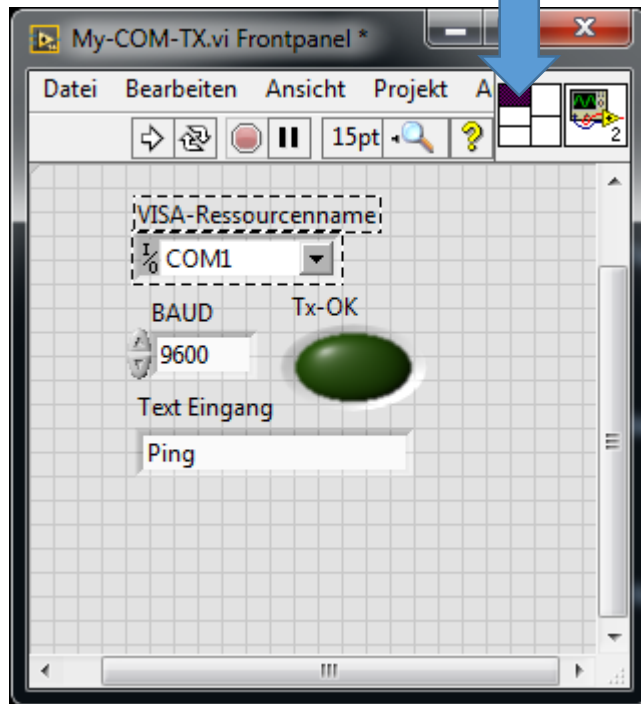 My-COM-TX.vi Frontpanel *
Datei Bearbeiten Ansicht Projekt A
15pt
2
VISA-Ressourcenname
I/O COM1
BAUD Tx-OK
9600
Text Eingang
Ping